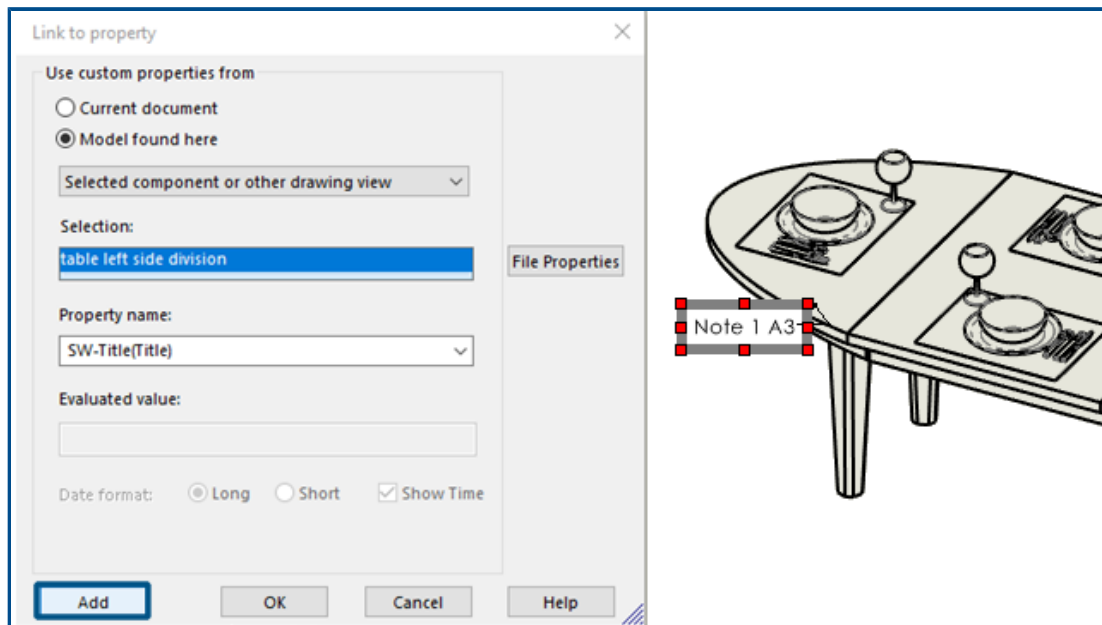 Link to property
Use custom properties from
Current document
Model found here
Selected component or other drawing view
Selection:
table left side division
File Properties
Property name:
SW-Title(Title)
Evaluated value:
Date format:
Long
Short
Show Time
Add
OK
Cancel
Help
Note 1 A3